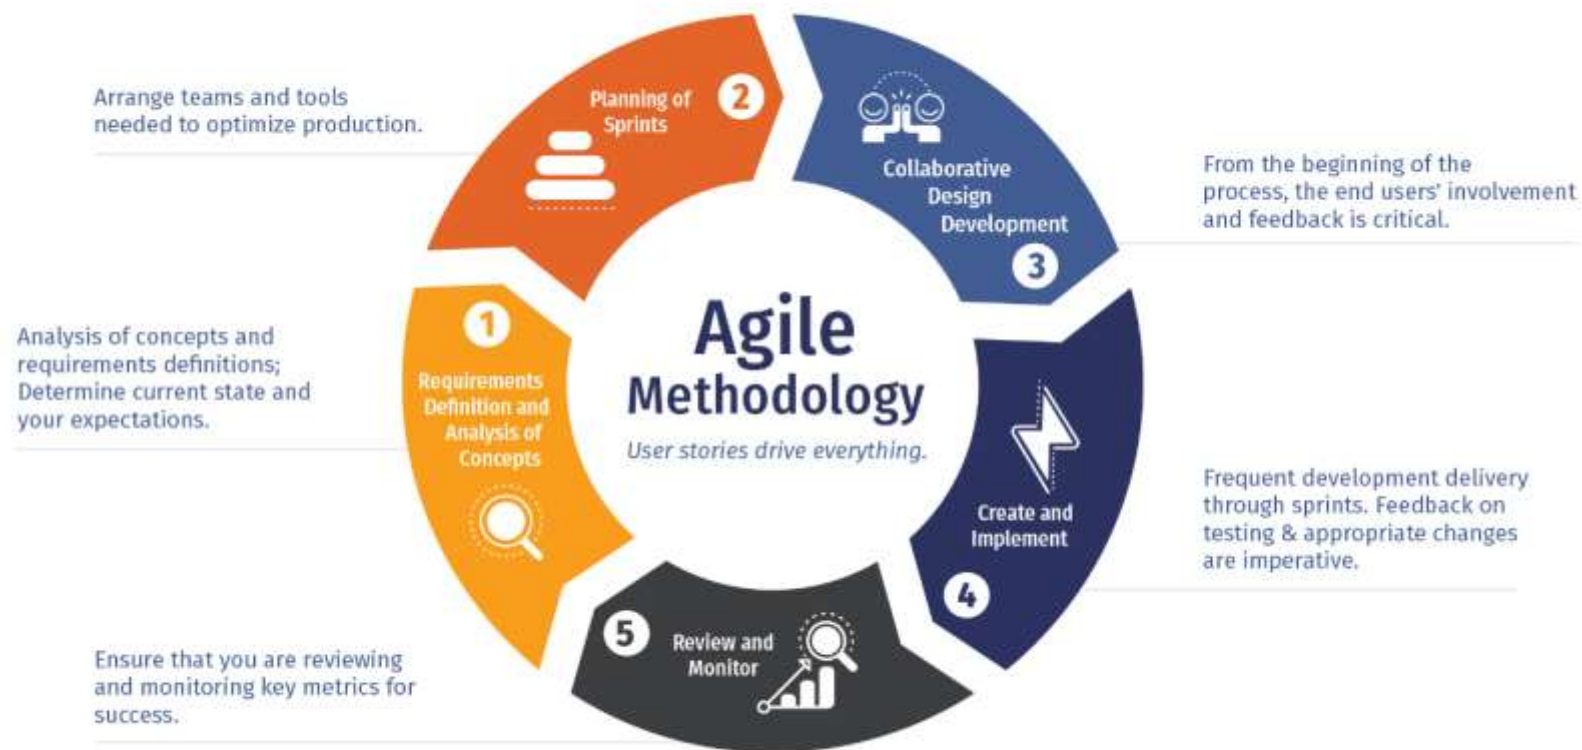 Agile
Methodology
User stories drive everything.
1
Requirements
Definition and
Analysis of
Concepts
Analysis of concepts and
requirements definitions;
Determine current state and
your expectations.
2
Planning of
Sprints
Arrange teams and tools
needed to optimize production.
Collaborative
Design
Development
3
From the beginning of the
process, the end users' involvement
and feedback is critical.
Create and
Implement
4
Frequent development delivery
through sprints. Feedback on
testing & appropriate changes
are imperative.
5
Review and
Monitor
Ensure that you are reviewing
and monitoring key metrics for
success.